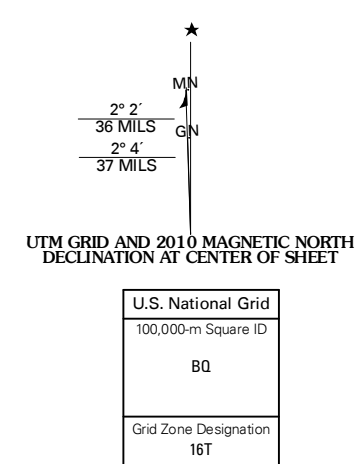 MN
2° 2´
36 MILS
GN
2° 4´
37 MILS
UTM GRID AND 2010 MAGNETIC NORTH
DECLINATION AT CENTER OF SHEET
U.S. National Grid
100,000-m Square ID
BQ
Grid Zone Designation
16T